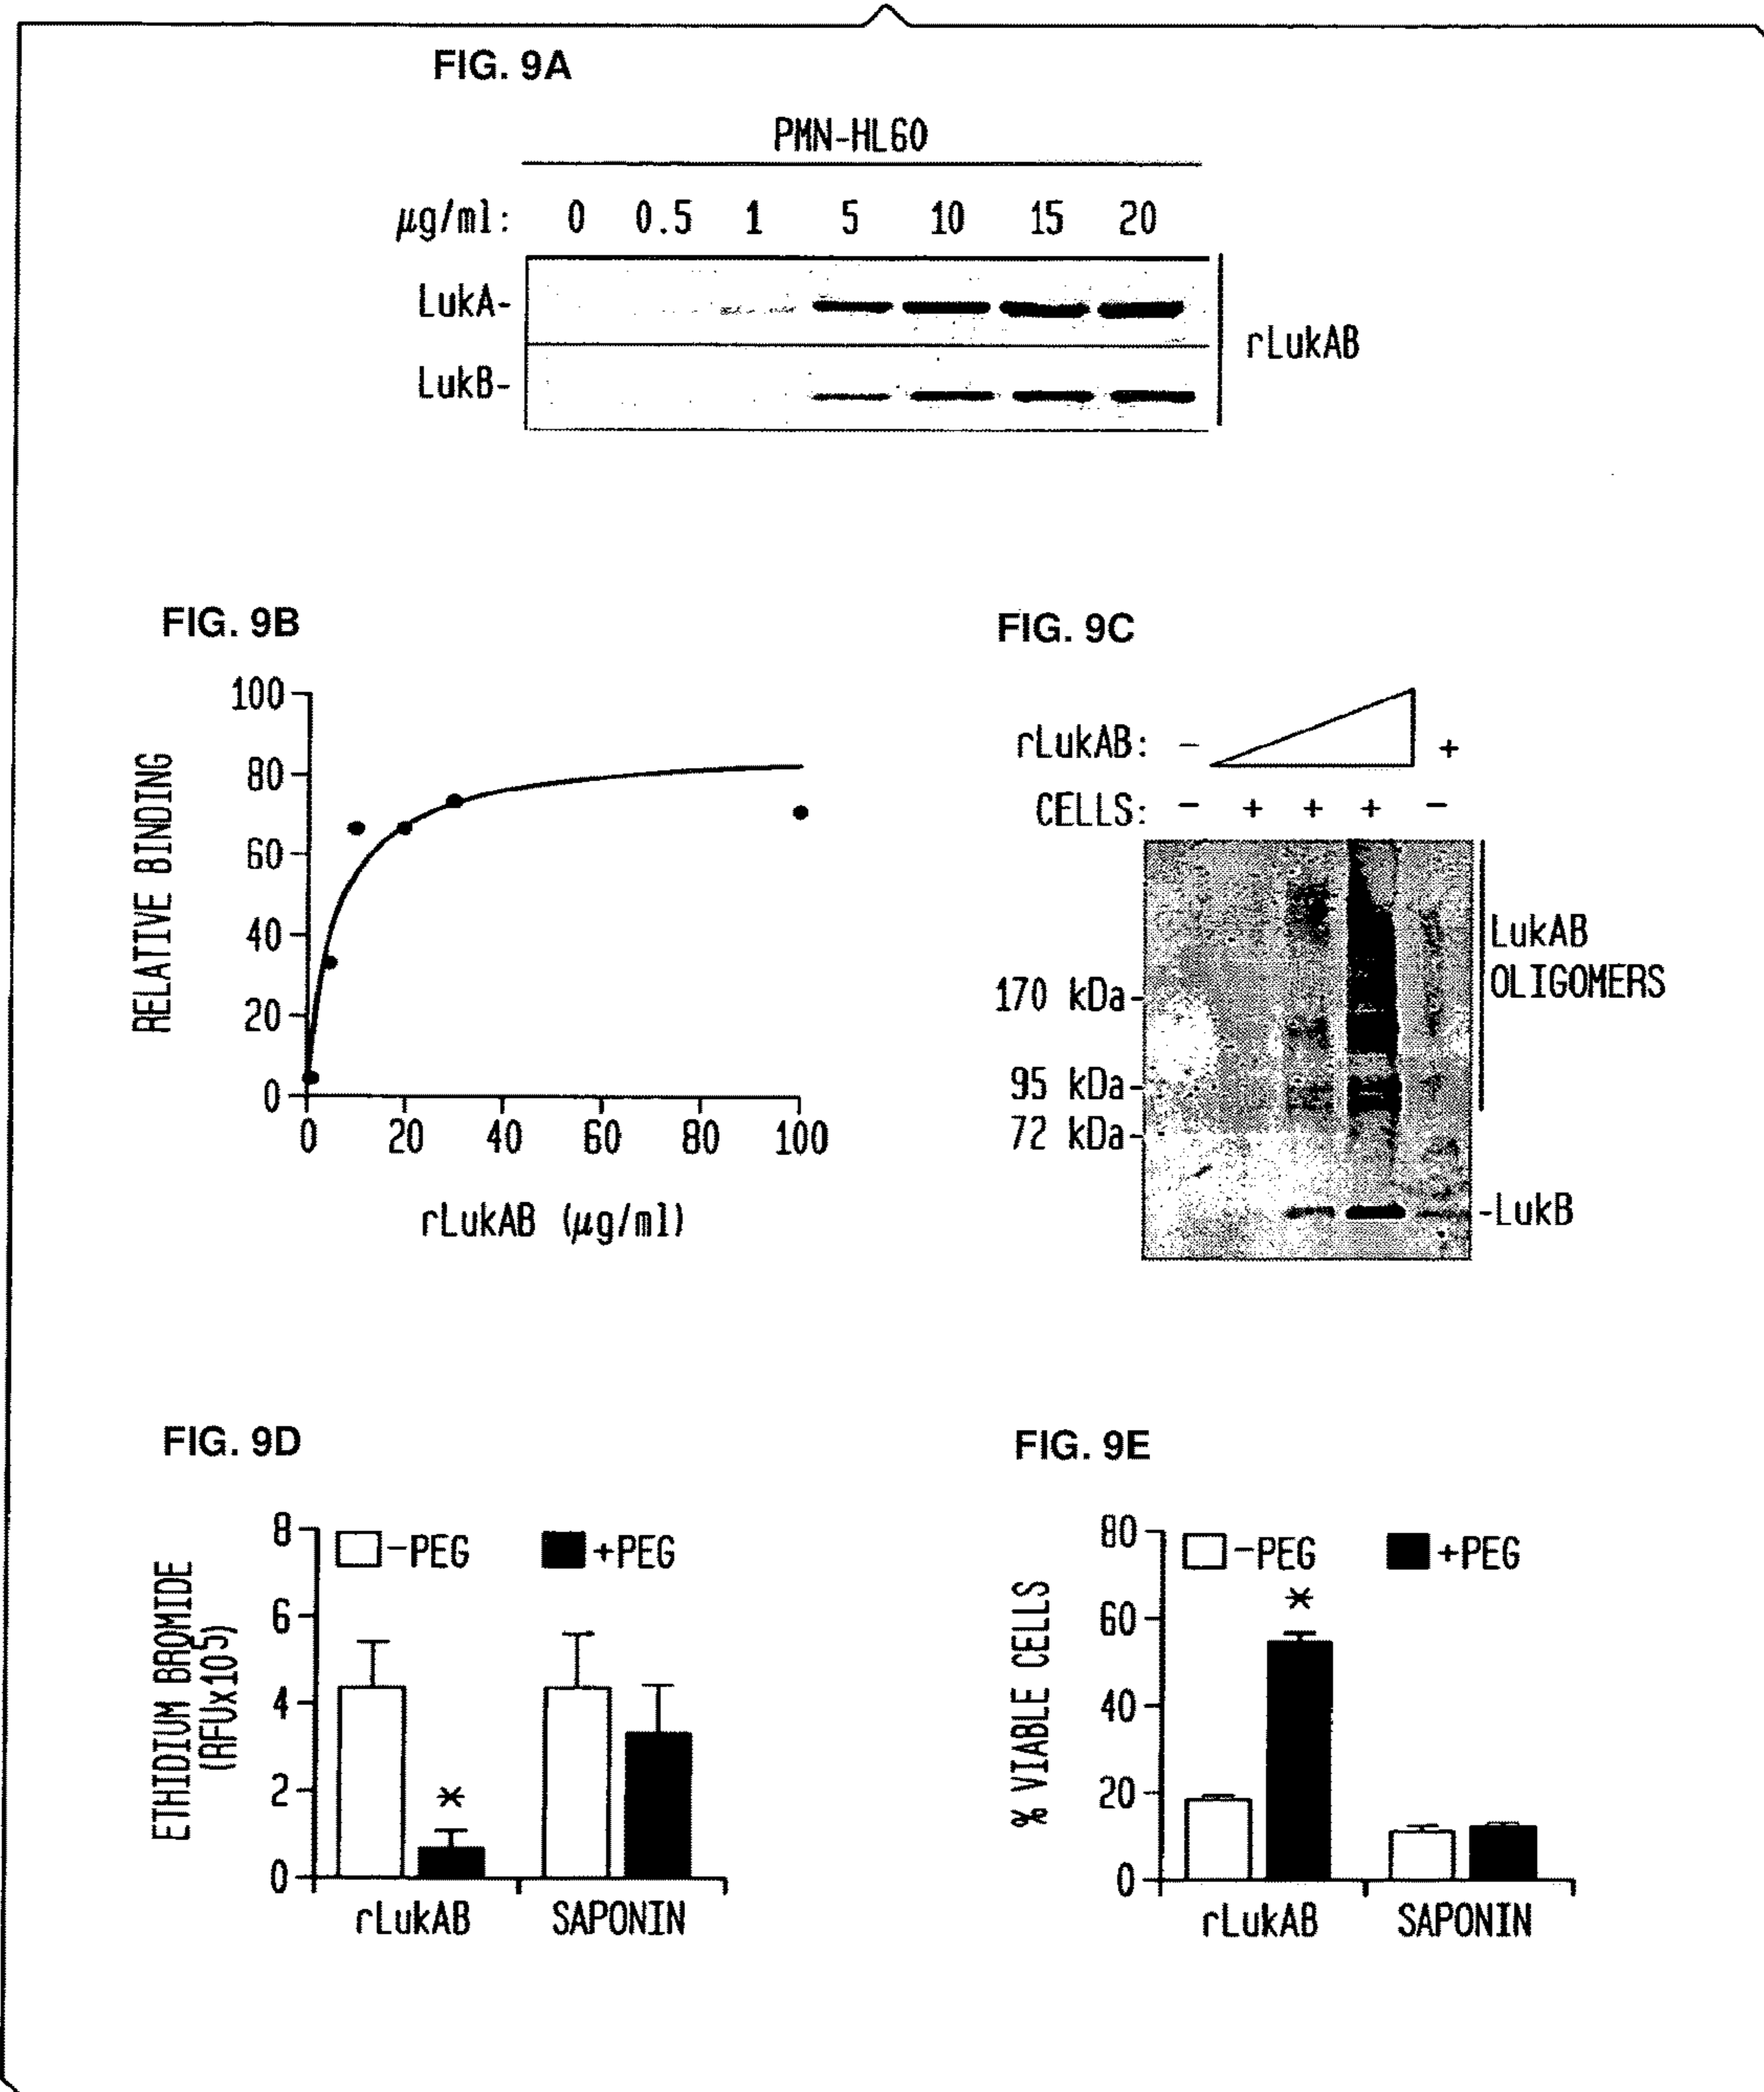 FIG. 9A
PMN-HL60
µg/ml: 0 0.5 1 5 10 15 20
LukA-
LukB-
rLukAB
FIG. 9B
100
80
60
40
20
0
RELATIVE BINDING
0 20 40 60 80 100
rLukAB (µg/ml)
FIG. 9C
rLukAB: - +
CELLS: - + + + -
170 kDa-
95 kDa-
72 kDa-
LukAB
OLIGOMERS
-LukB
FIG. 9D
8
6
4
2
0
ETHIDIUM BROMIDE
(RFUx10⁵)
-PEG +PEG
*
rLukAB SAPONIN
FIG. 9E
80
60
40
20
0
% VIABLE CELLS
-PEG +PEG
*
rLukAB SAPONIN